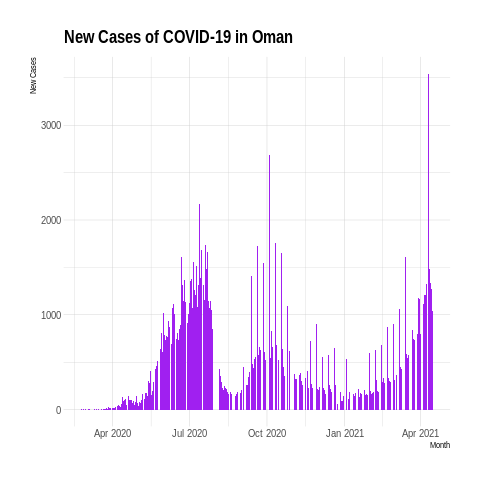 New Cases of COVID-19 in Oman
New Cases
3000
2000
1000
0
Apr 2020 Jul 2020 Oct 2020 Jan 2021 Apr 2021
Month